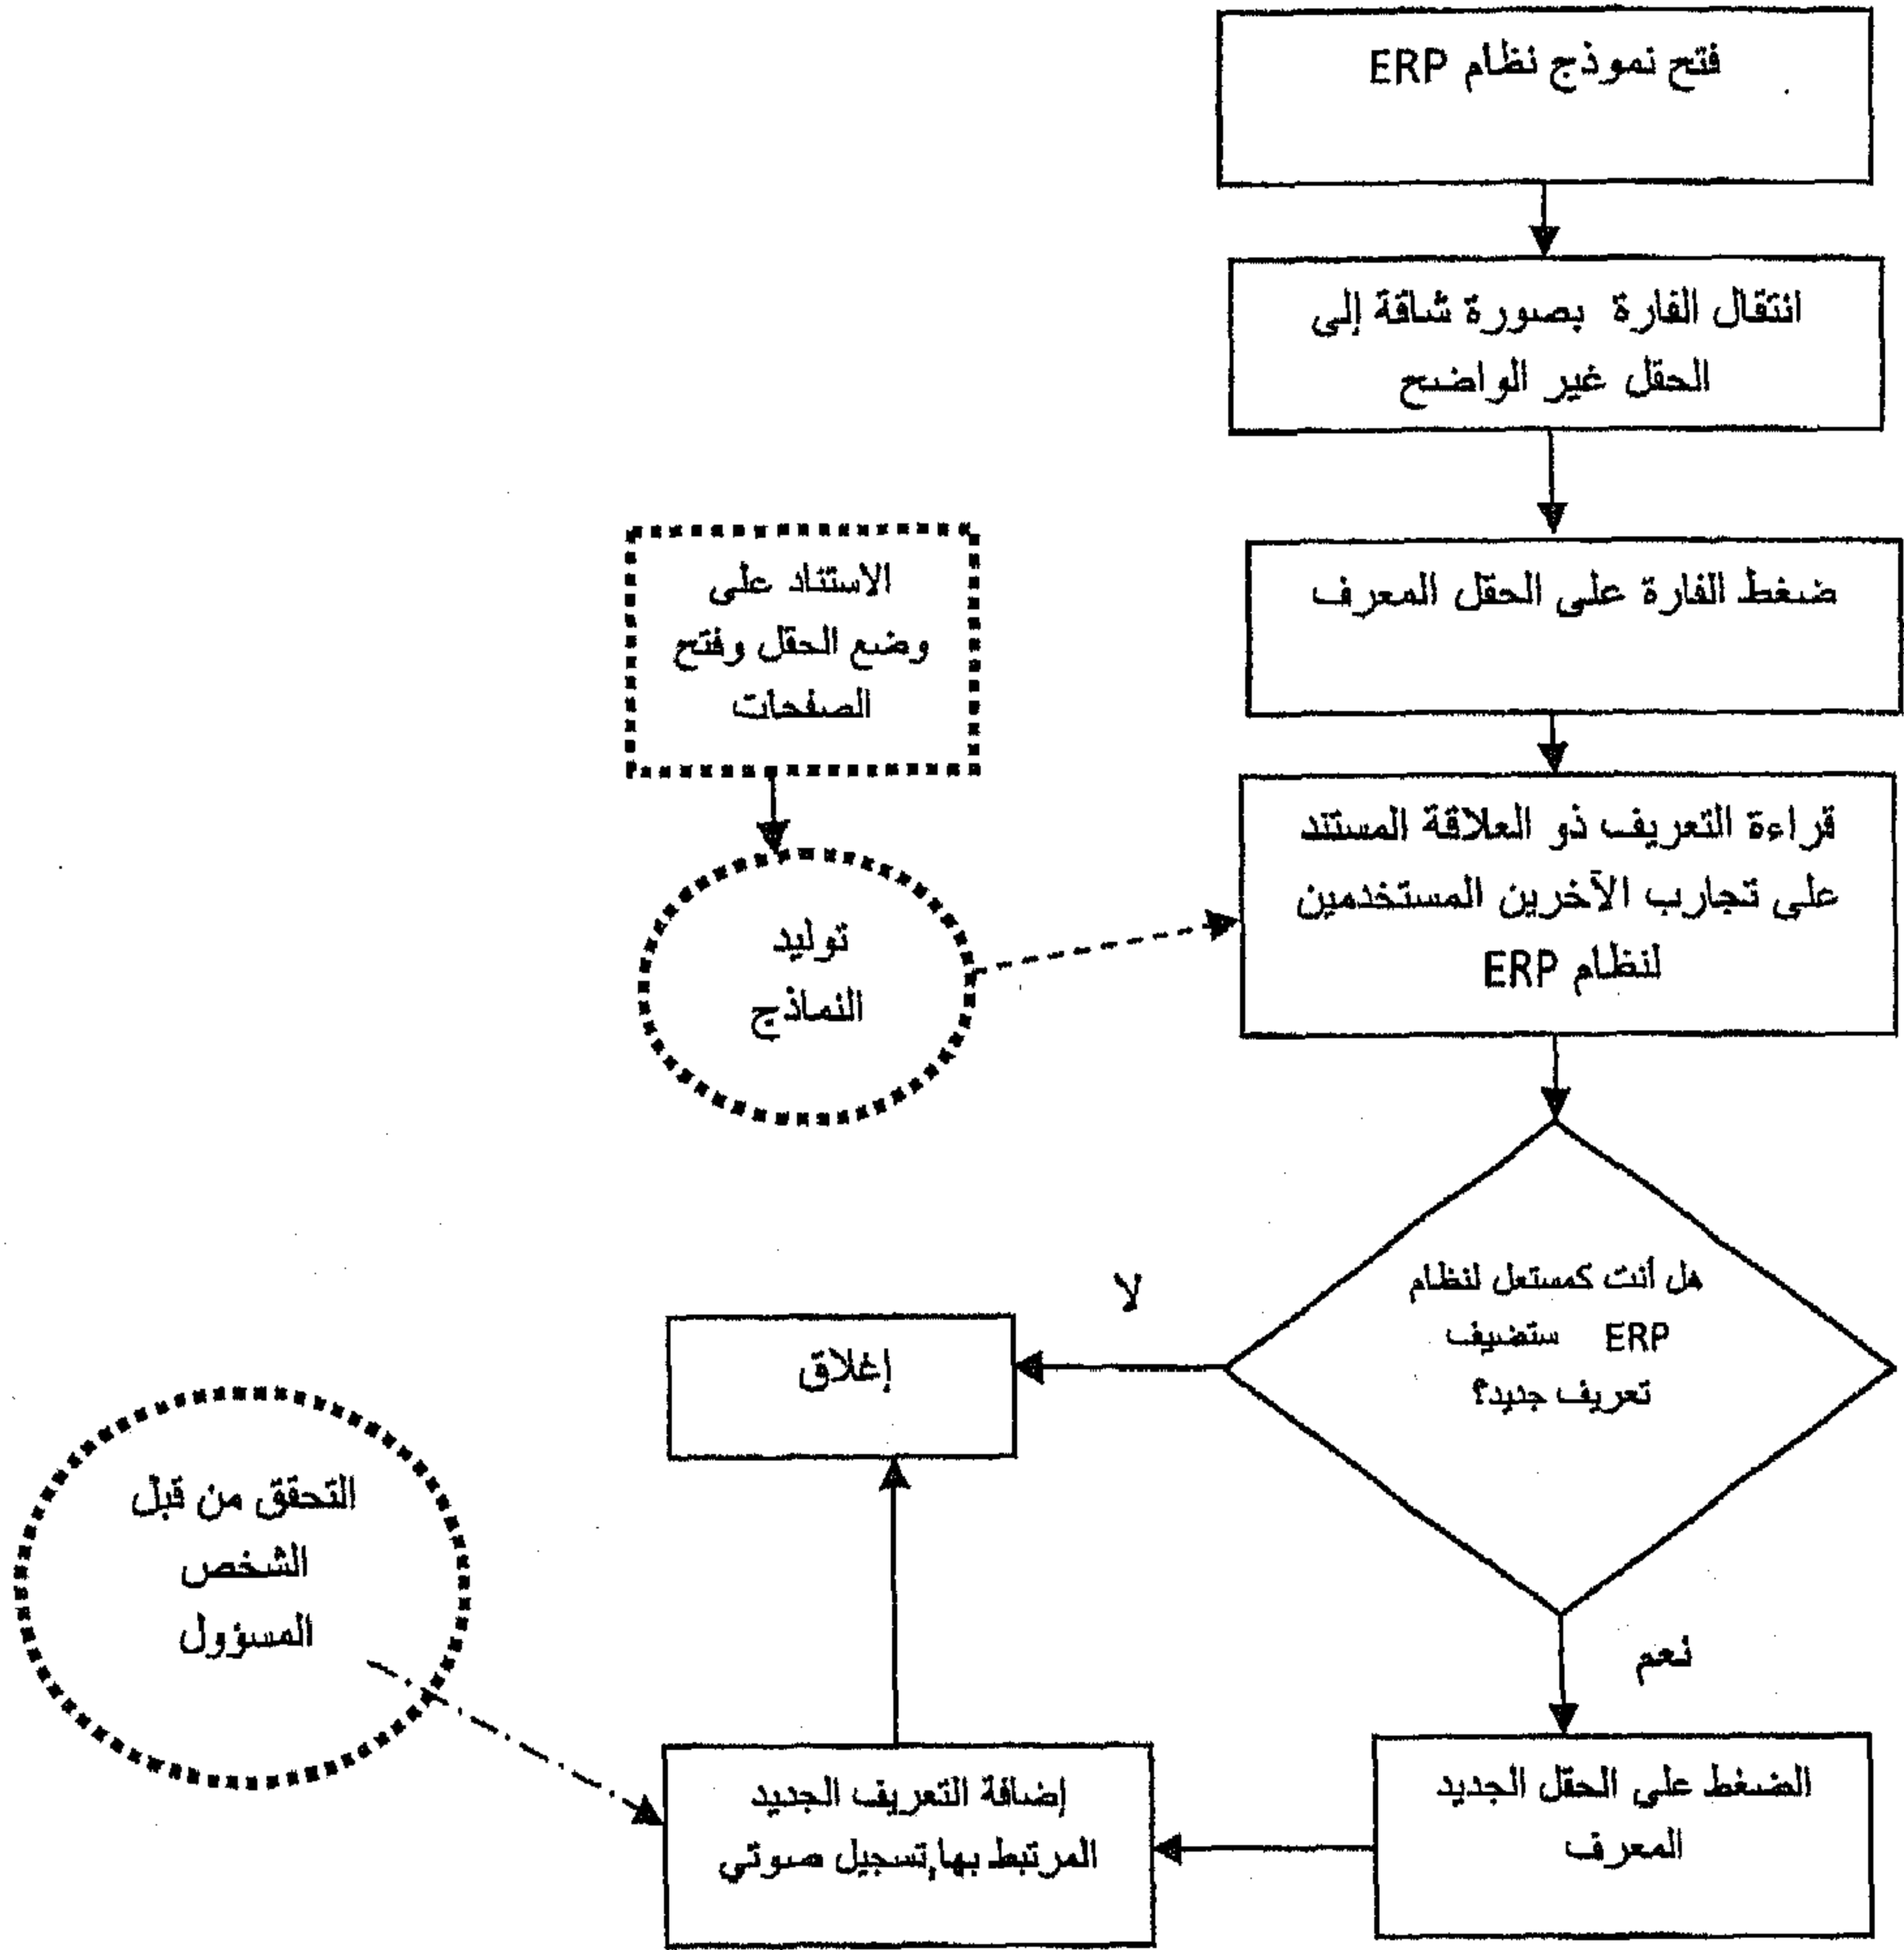 فتح نموذج نظام ERP
انتقال الفارة بصورة شاقة إلى
الحقل غير الواضح
ضغط الفارة على الحقل المعرف
الاستناد على
وضع الحقل وفتح
الصفحات
قراءة التعريف ذو العلاقة المستند
على تجارب الآخرين المستخدمين
لنظام ERP
توليد
النماذج
هل أنت كمستعل لنظام
ERP ستضيف
تعريف جديد؟
لا
إغلاق
نعم
التحقق من قبل
الشخص
المسؤول
الضغط على الحقل الجديد
المعرف
إضافة التعريف الجديد
المرتبط بها,تسجيل صوتي